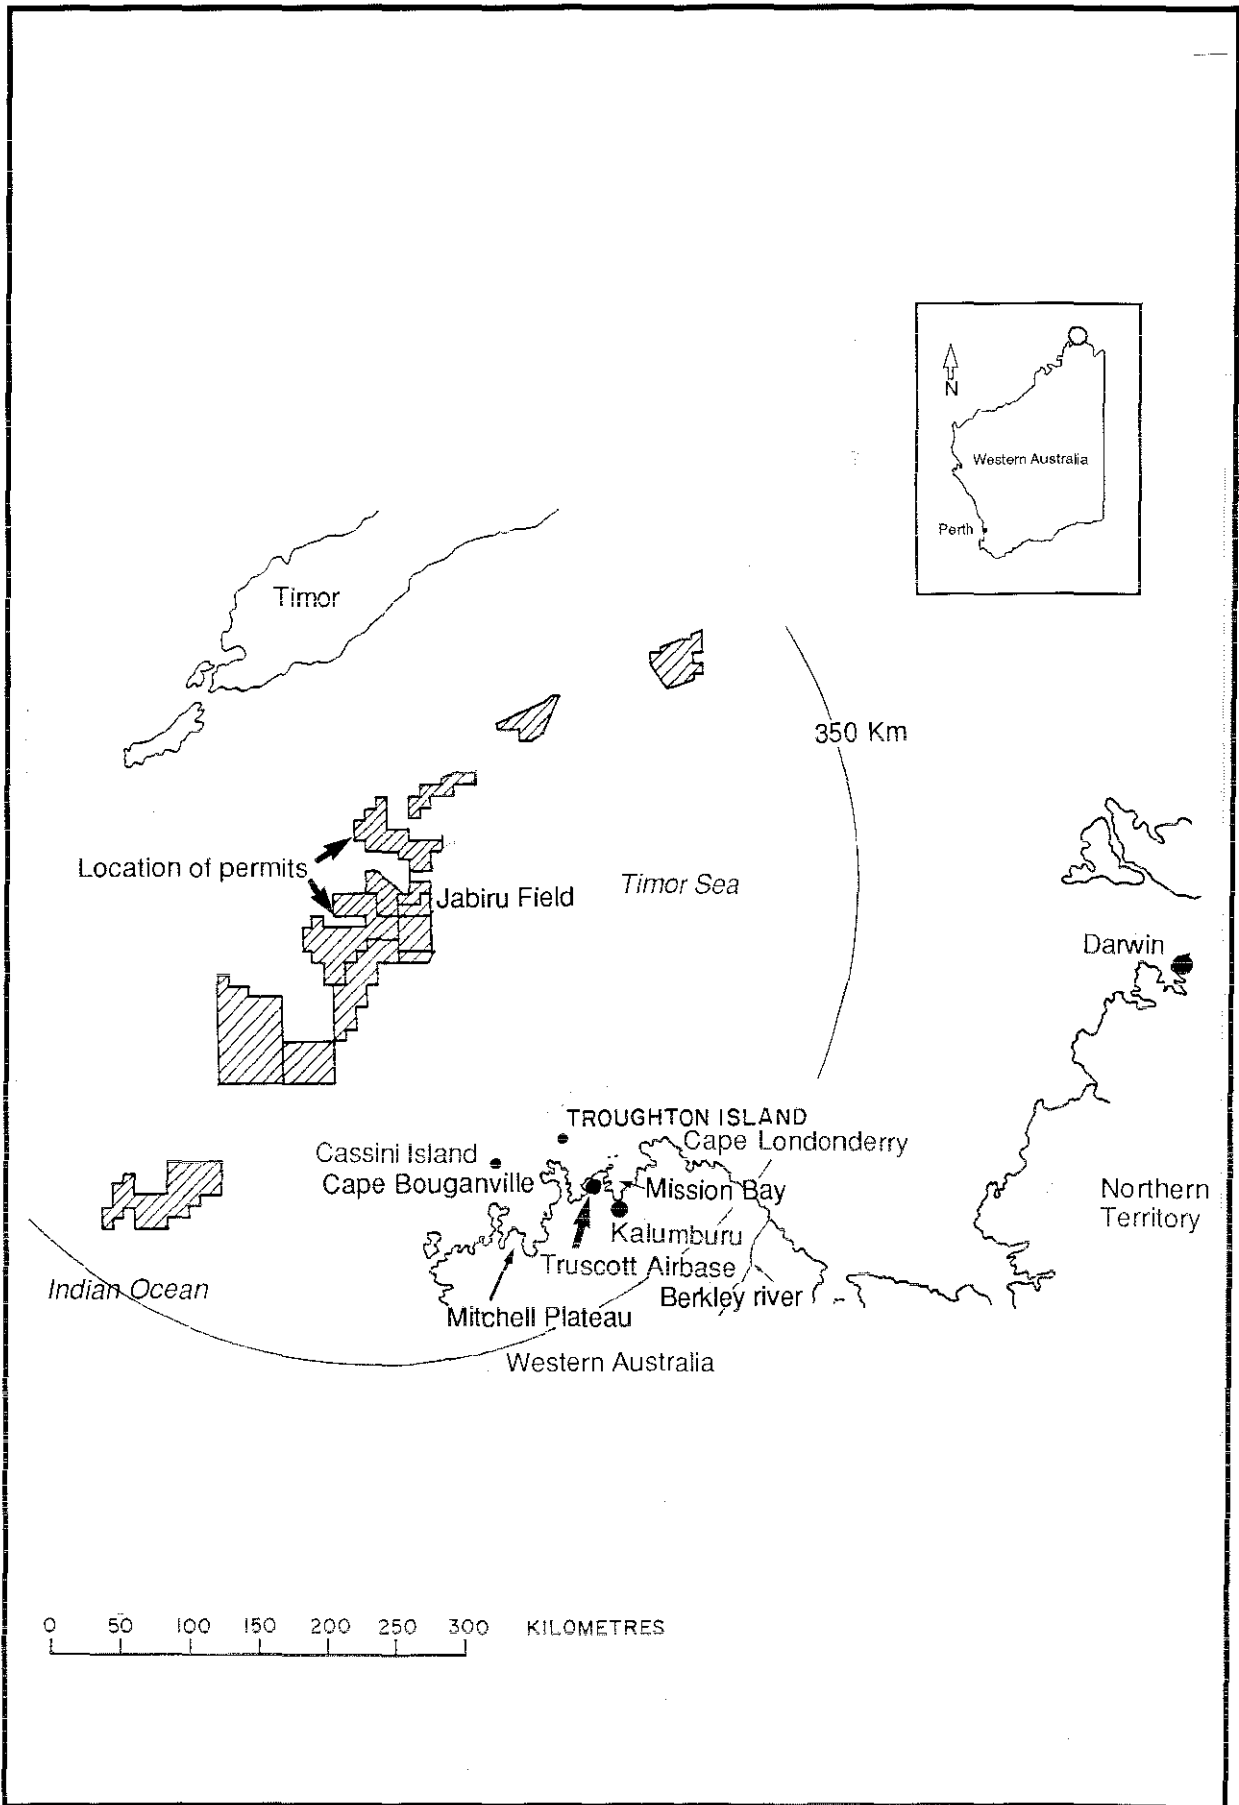 N
Western Australia
Perth
Timor
350 Km
Location of permits
Timor Sea
Jabiru Field
Darwin
TROUGHTON ISLAND
Cape Londonderry
Cassini Island
Cape Bouganville
Mission Bay
Northern
Territory
Kalumburu
Truscott Airbase
Indian Ocean
Berkley river
Mitchell Plateau
Western Australia
0 50 100 150 200 250 300 KILOMETRES